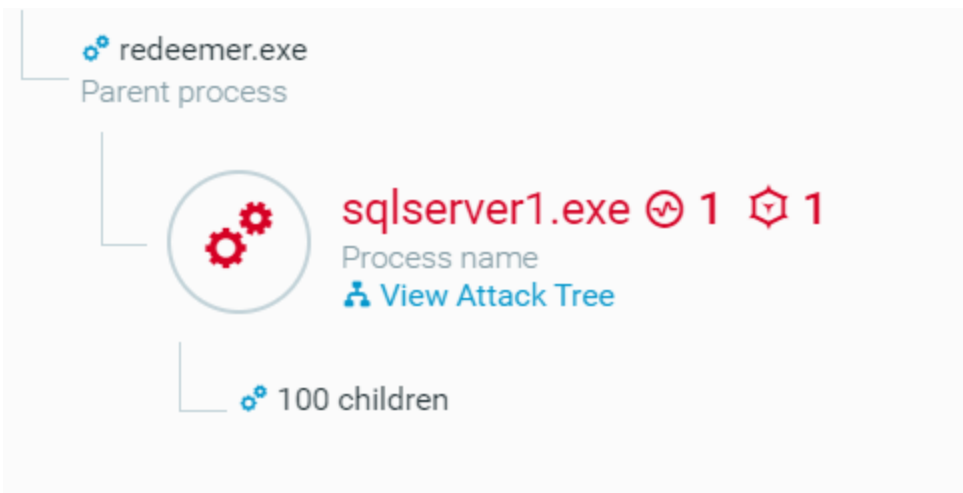 redeemer.exe
Parent process
sqlserver1.exe 1 1
Process name
View Attack Tree
100 children